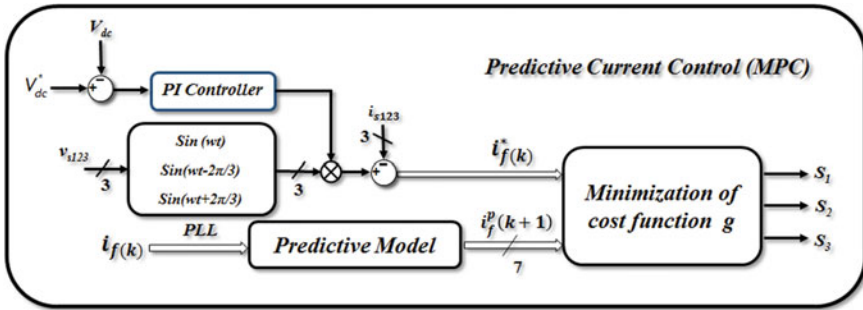 V_dc
Predictive Current Control (MPC)
V*_dc
+ −
PI Controller
i_s123
3
v_s123
3
Sin (wt)
Sin(wt-2π/3)
Sin(wt+2π/3)
3
+ −
i*_f(k)
Minimization of
cost function g
S_1
S_2
S_3
i_f(k)
PLL
Predictive Model
i^p_f(k+1)
7